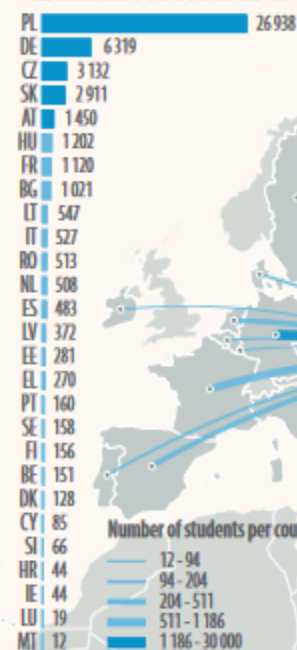 PL 26 938
DE 6 319
CZ 3 132
SK 2 911
AT 1 450
HU 1 202
FR 1 120
BG 1 021
LT 547
IT 527
RO 513
NL 508
ES 483
LV 372
EE 281
EL 270
PT 160
SE 158
FI 156
BE 151
DK 128
CY 85
SI 66
HR 44
IE 44
LU 19
MT 12
Number of students per cou
12 - 94
94 - 204
204 - 511
511 - 1 186
1 186 - 30 000